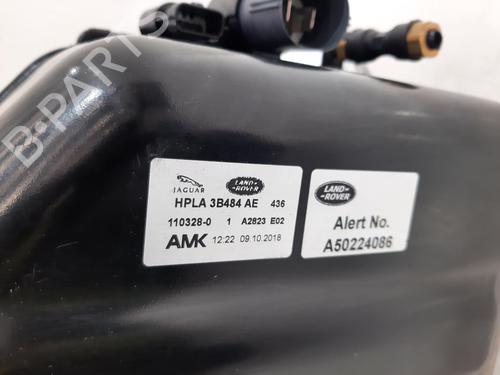 B-PARTS
JAGUAR
LAND-ROVER
HPLA 3B484 AE 436
110328-0 1 A2823 E02
AMK 12:22 09.10.2018
LAND-
ROVER
Alert No.
A50224086